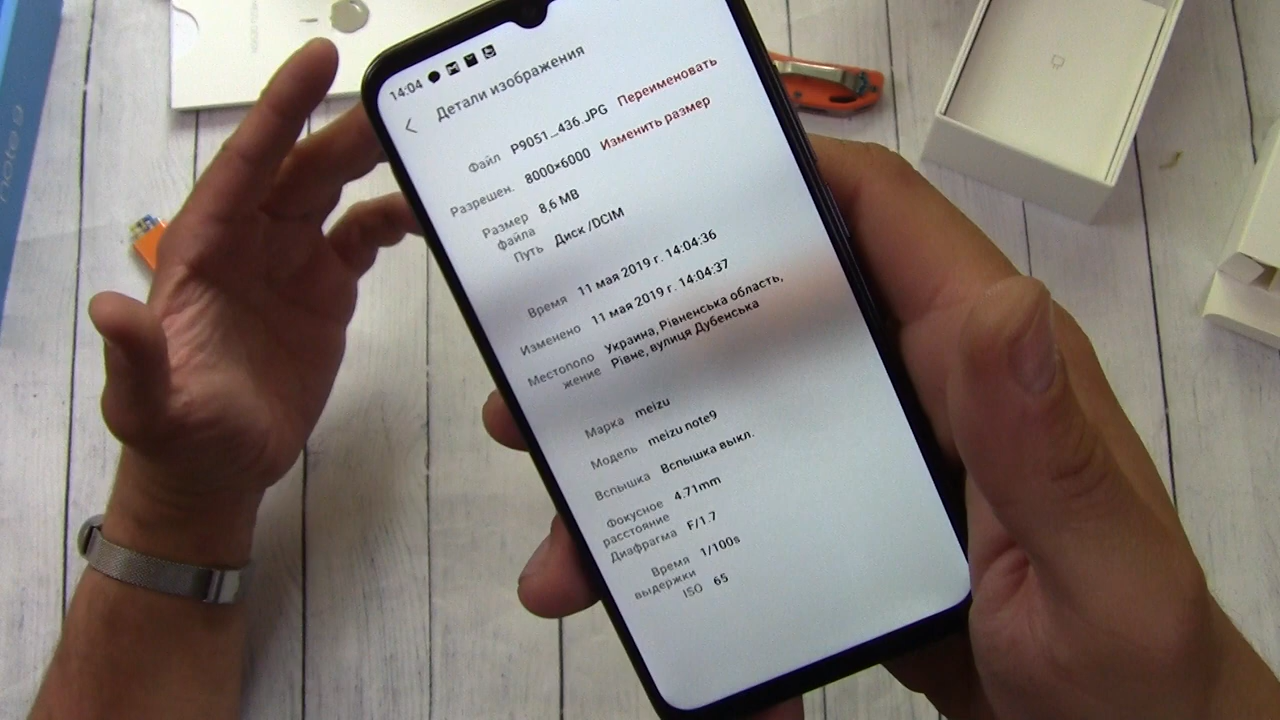 14:04
Детали изображения
Файл P9051_436.JPG Переименовать
Разрешен. 8000×6000 Изменить размер
Размер файла 8,6 MB
Путь Диск /DCIM
Время 11 мая 2019 г. 14:04:36
Изменено 11 мая 2019 г. 14:04:37
Местополо Украина, Рівненська область,
жение Рівне, вулиця Дубенська
Марка meizu
Модель meizu note9
Вспышка Вспышка выкл.
Фокусное 4.71mm
расстояние
Диафрагма F/1.7
Время 1/100s
выдержки
ISO 65
note 9